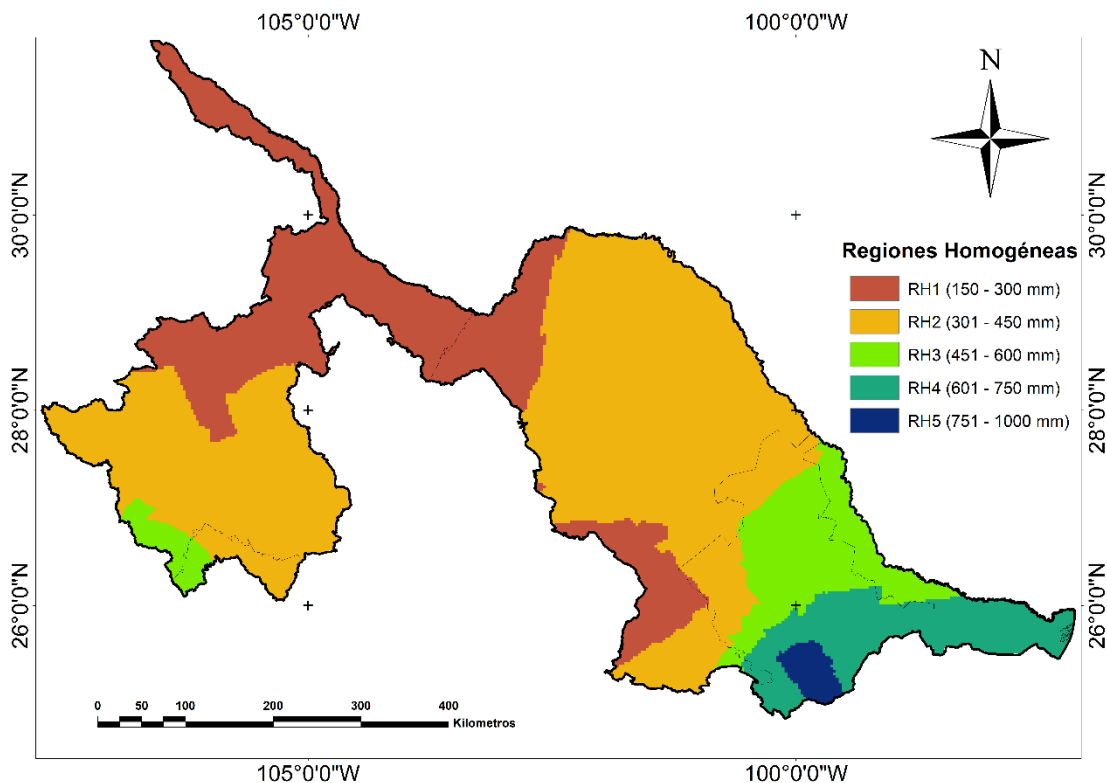 105°0'0"W 100°0'0"W
N
30°0'0"N 30°0'0"N
Regiones Homogéneas
RH1 (150 - 300 mm)
RH2 (301 - 450 mm)
RH3 (451 - 600 mm)
RH4 (601 - 750 mm)
RH5 (751 - 1000 mm)
28°0'0"N 28°0'0"N
26°0'0"N 26°0'0"N
0 50 100 200 300 400
Kilometros
105°0'0"W 100°0'0"W